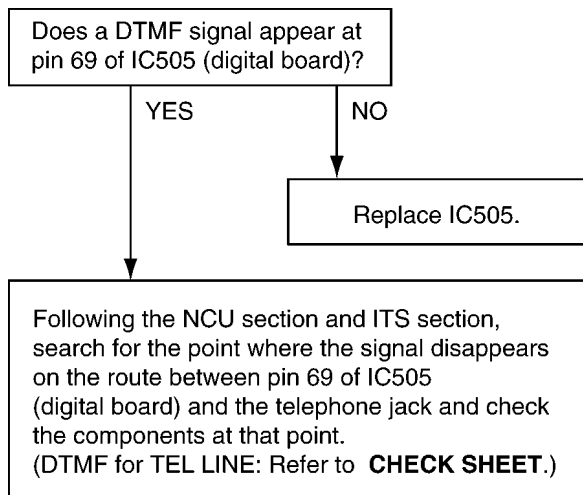 Does a DTMF signal appear at
pin 69 of IC505 (digital board)?
YES
NO
Replace IC505.
Following the NCU section and ITS section,
search for the point where the signal disappears
on the route between pin 69 of IC505
(digital board) and the telephone jack and check
the components at that point.
(DTMF for TEL LINE: Refer to CHECK SHEET.)